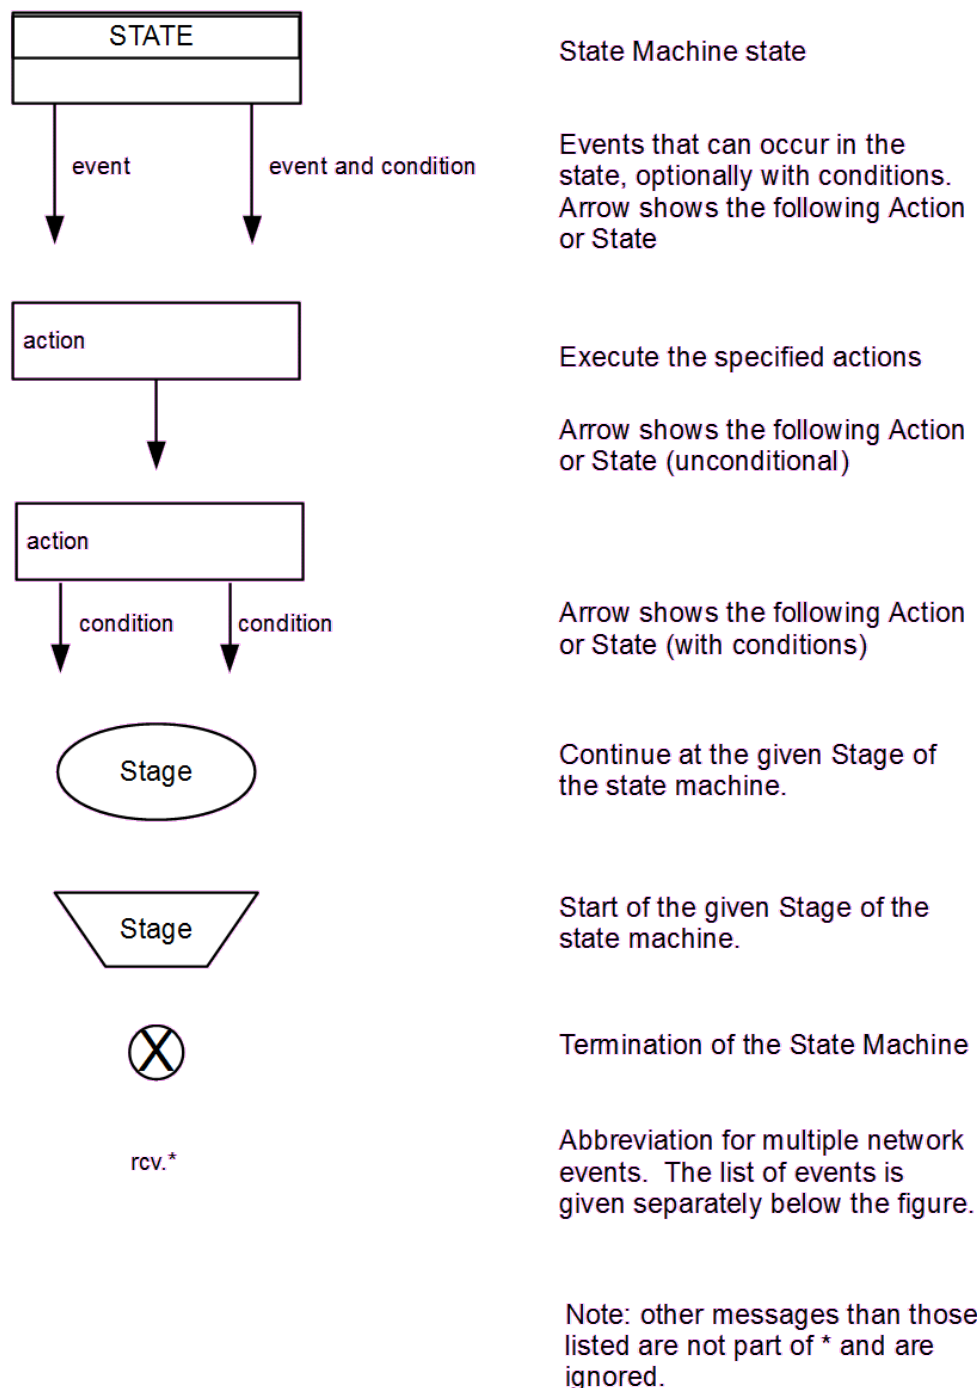 STATE
State Machine state
event
event and condition
Events that can occur in the
state, optionally with conditions.
Arrow shows the following Action
or State
action
Execute the specified actions
Arrow shows the following Action
or State (unconditional)
action
condition
condition
Arrow shows the following Action
or State (with conditions)
Stage
Continue at the given Stage of
the state machine.
Stage
Start of the given Stage of the
state machine.
X
Termination of the State Machine
rcv.*
Abbreviation for multiple network
events.  The list of events is
given separately below the figure.
Note: other messages than those
listed are not part of * and are
ignored.